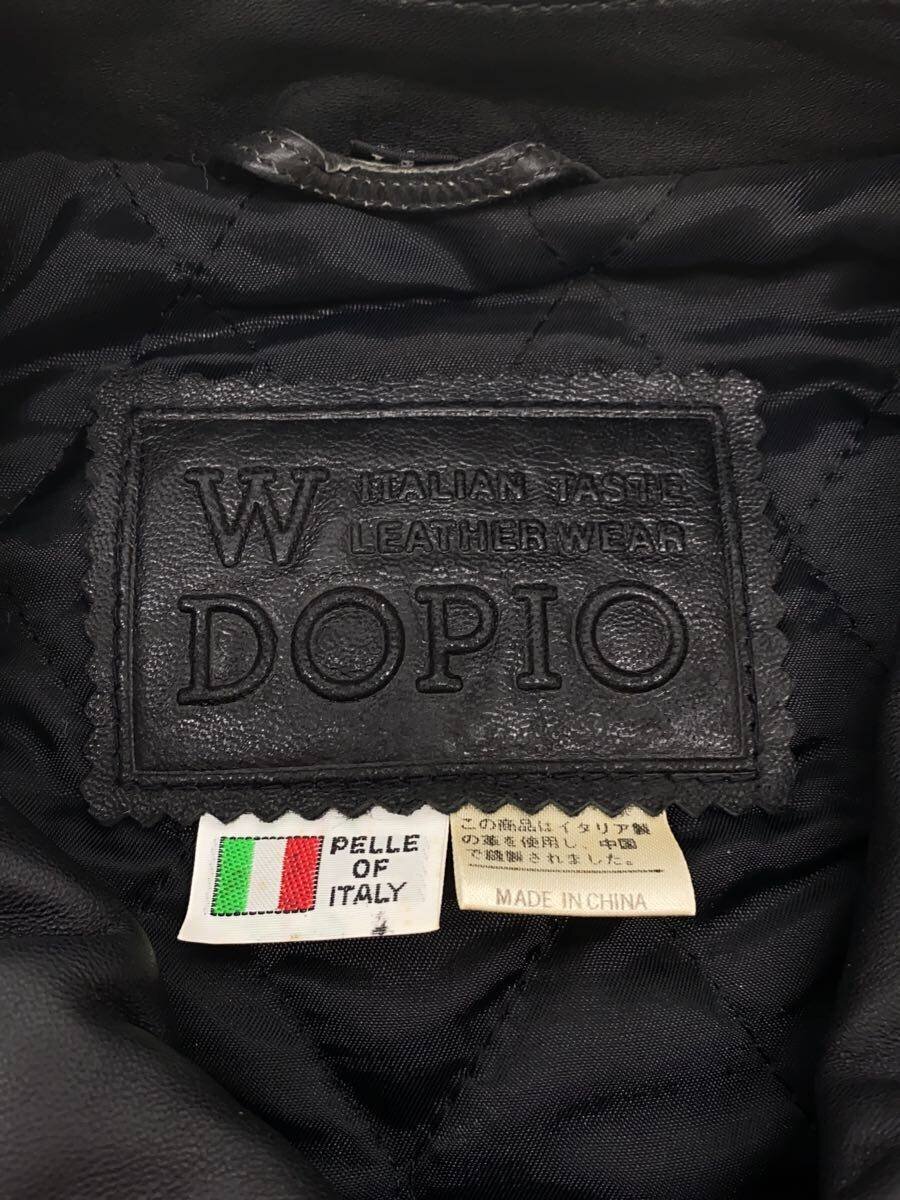 W ITALIAN TASTE
LEATHER WEAR
DOPIO
PELLE
OF
ITALY
この商品はイタリア製
の革を使用し、中国
で縫製されました。
MADE IN CHINA